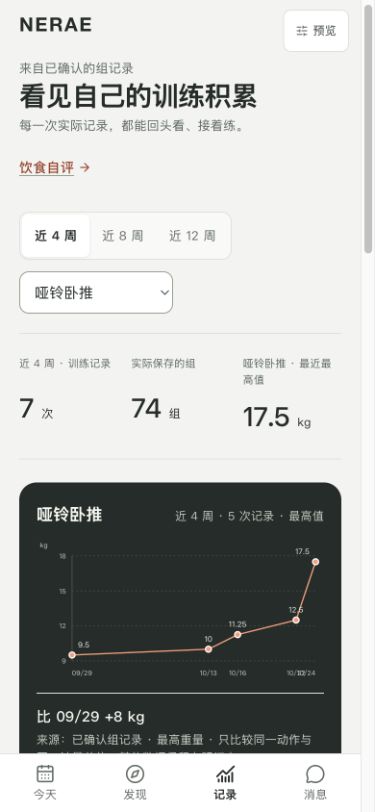 NERAE
预览
来自已确认的组记录
看见自己的训练积累
每一次实际记录，都能回头看、接着练。
饮食自评 →
近 4 周 近 8 周 近 12 周
哑铃卧推
近 4 周 · 训练记录
7 次
实际保存的组
74 组
哑铃卧推 · 最近最
高值
17.5 kg
哑铃卧推
近 4 周 · 5 次记录 · 最高值
kg
17.5
18
15
12
9
9.5
10
11.25
12.5
09/29 10/13 10/16 10/24
比 09/29 +8 kg
来源：已确认组记录 · 最高重量 · 只比较同一动作与
今天 发现 记录 消息